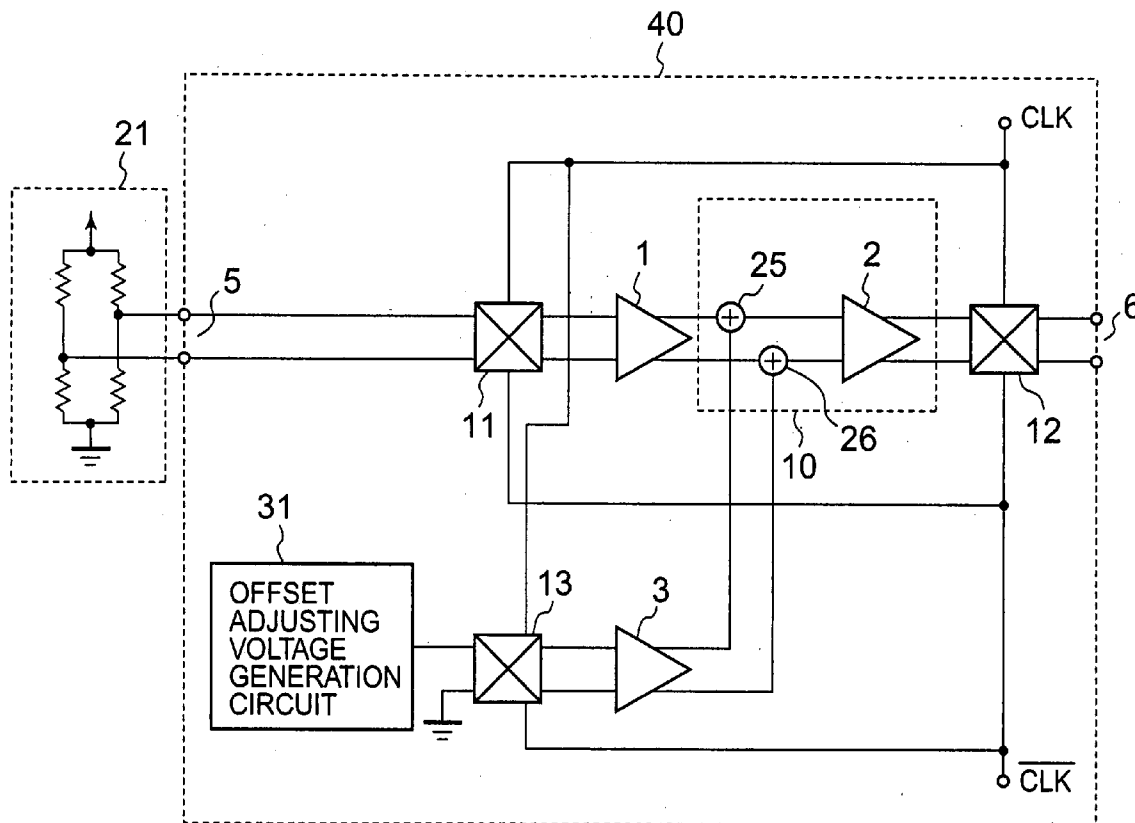 40
CLK
21
1
25
2
5
6
11
26
12
10
31
OFFSET
ADJUSTING
VOLTAGE
GENERATION
CIRCUIT
13
3
CLK